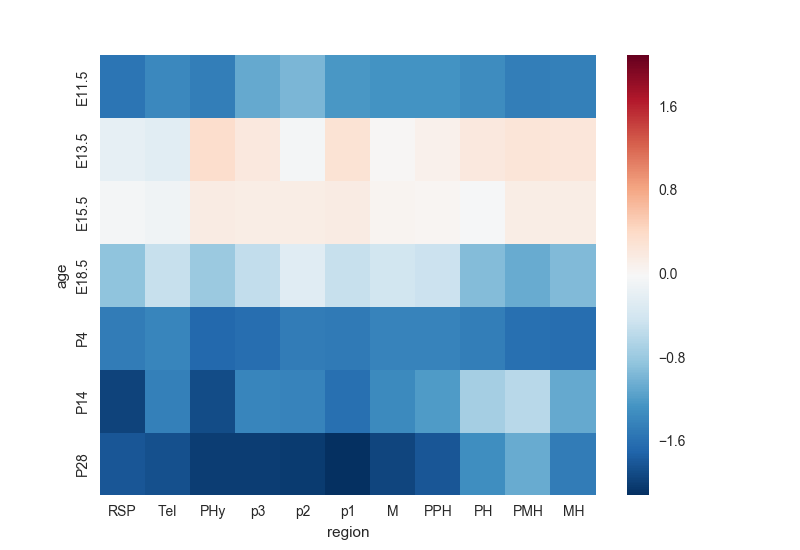 age
E11.5
E13.5
E15.5
E18.5
P4
P14
P28
RSP Tel PHy p3 p2 p1 M PPH PH PMH MH
region
1.6
0.8
0.0
−0.8
−1.6